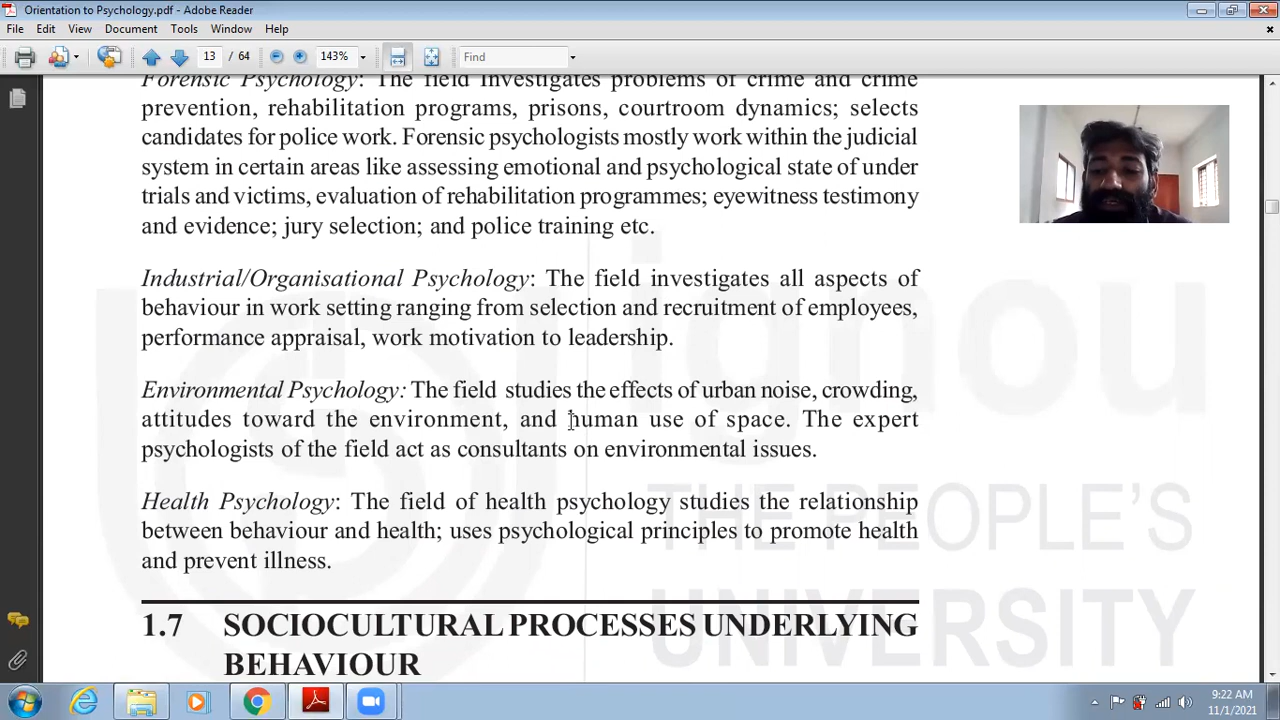 Orientation to Psychology.pdf - Adobe Reader
File Edit View Document Tools Window Help
13 / 64 143% Find
Forensic Psychology: The field Investigates problems of crime and crime
prevention, rehabilitation programs, prisons, courtroom dynamics; selects
candidates for police work. Forensic psychologists mostly work within the judicial
system in certain areas like assessing emotional and psychological state of under
trials and victims, evaluation of rehabilitation programmes; eyewitness testimony
and evidence; jury selection; and police training etc.
Industrial/Organisational Psychology: The field investigates all aspects of
behaviour in work setting ranging from selection and recruitment of employees,
performance appraisal, work motivation to leadership.
Environmental Psychology: The field studies the effects of urban noise, crowding,
attitudes toward the environment, and human use of space. The expert
psychologists of the field act as consultants on environmental issues.
Health Psychology: The field of health psychology studies the relationship
between behaviour and health; uses psychological principles to promote health
and prevent illness.
1.7 SOCIOCULTURAL PROCESSES UNDERLYING
BEHAVIOUR
ignou
THE PEOPLE'S
UNIVERSITY
9:22 AM
11/1/2021